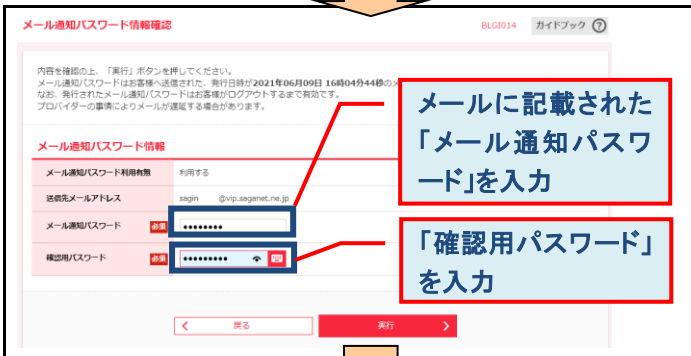 メール通知パスワード情報確認
BLGI014 ガイドブック ?
内容を確認の上、「実行」ボタンを押してください。
メール通知パスワードはお客様へ送信された、発行日時が2021年06月09日 16時04分44秒のメ
なお、発行されたメール通知パスワードはお客様がログアウトするまで有効です。
プロバイダーの事情によりメールが遅延する場合があります。
メールに記載された
「メール通知パスワ
ード」を入力
メール通知パスワード情報
メール通知パスワード利用有無 利用する
送信先メールアドレス sagin @vip.saganet.ne.jp
メール通知パスワード 必須 ••••••••
確認用パスワード 必須 •••••••••
「確認用パスワード」
を入力
戻る
実行